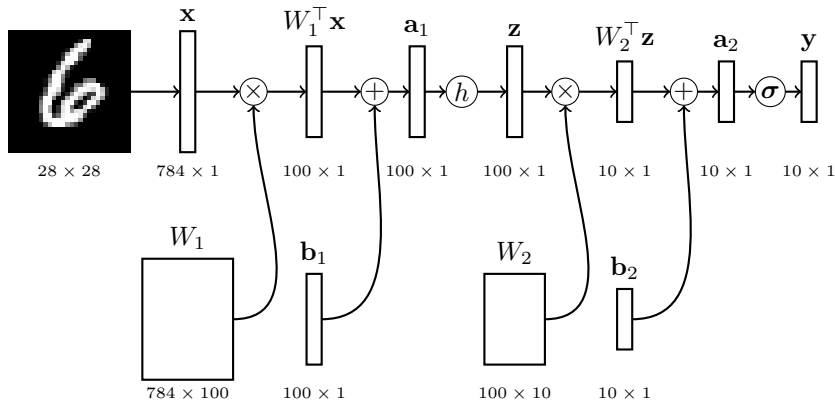 x W₁⊤x a₁ z W₂⊤z a₂ y
6 × + h × + σ
28 × 28 784 × 1 100 × 1 100 × 1 100 × 1 10 × 1 10 × 1 10 × 1
W₁ b₁ W₂ b₂
784 × 100 100 × 1 100 × 10 10 × 1